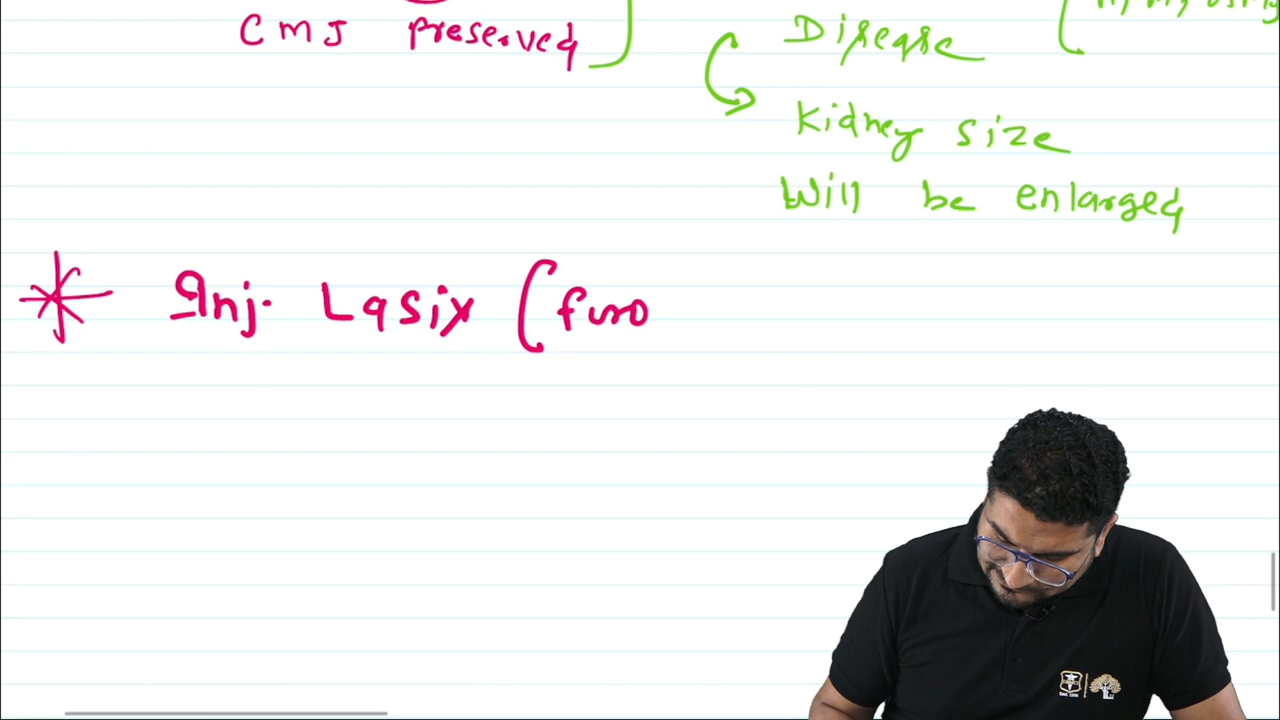 CMJ preserved
Disease
Kidney size
Will be enlarged
* Inj. Lasix (furo